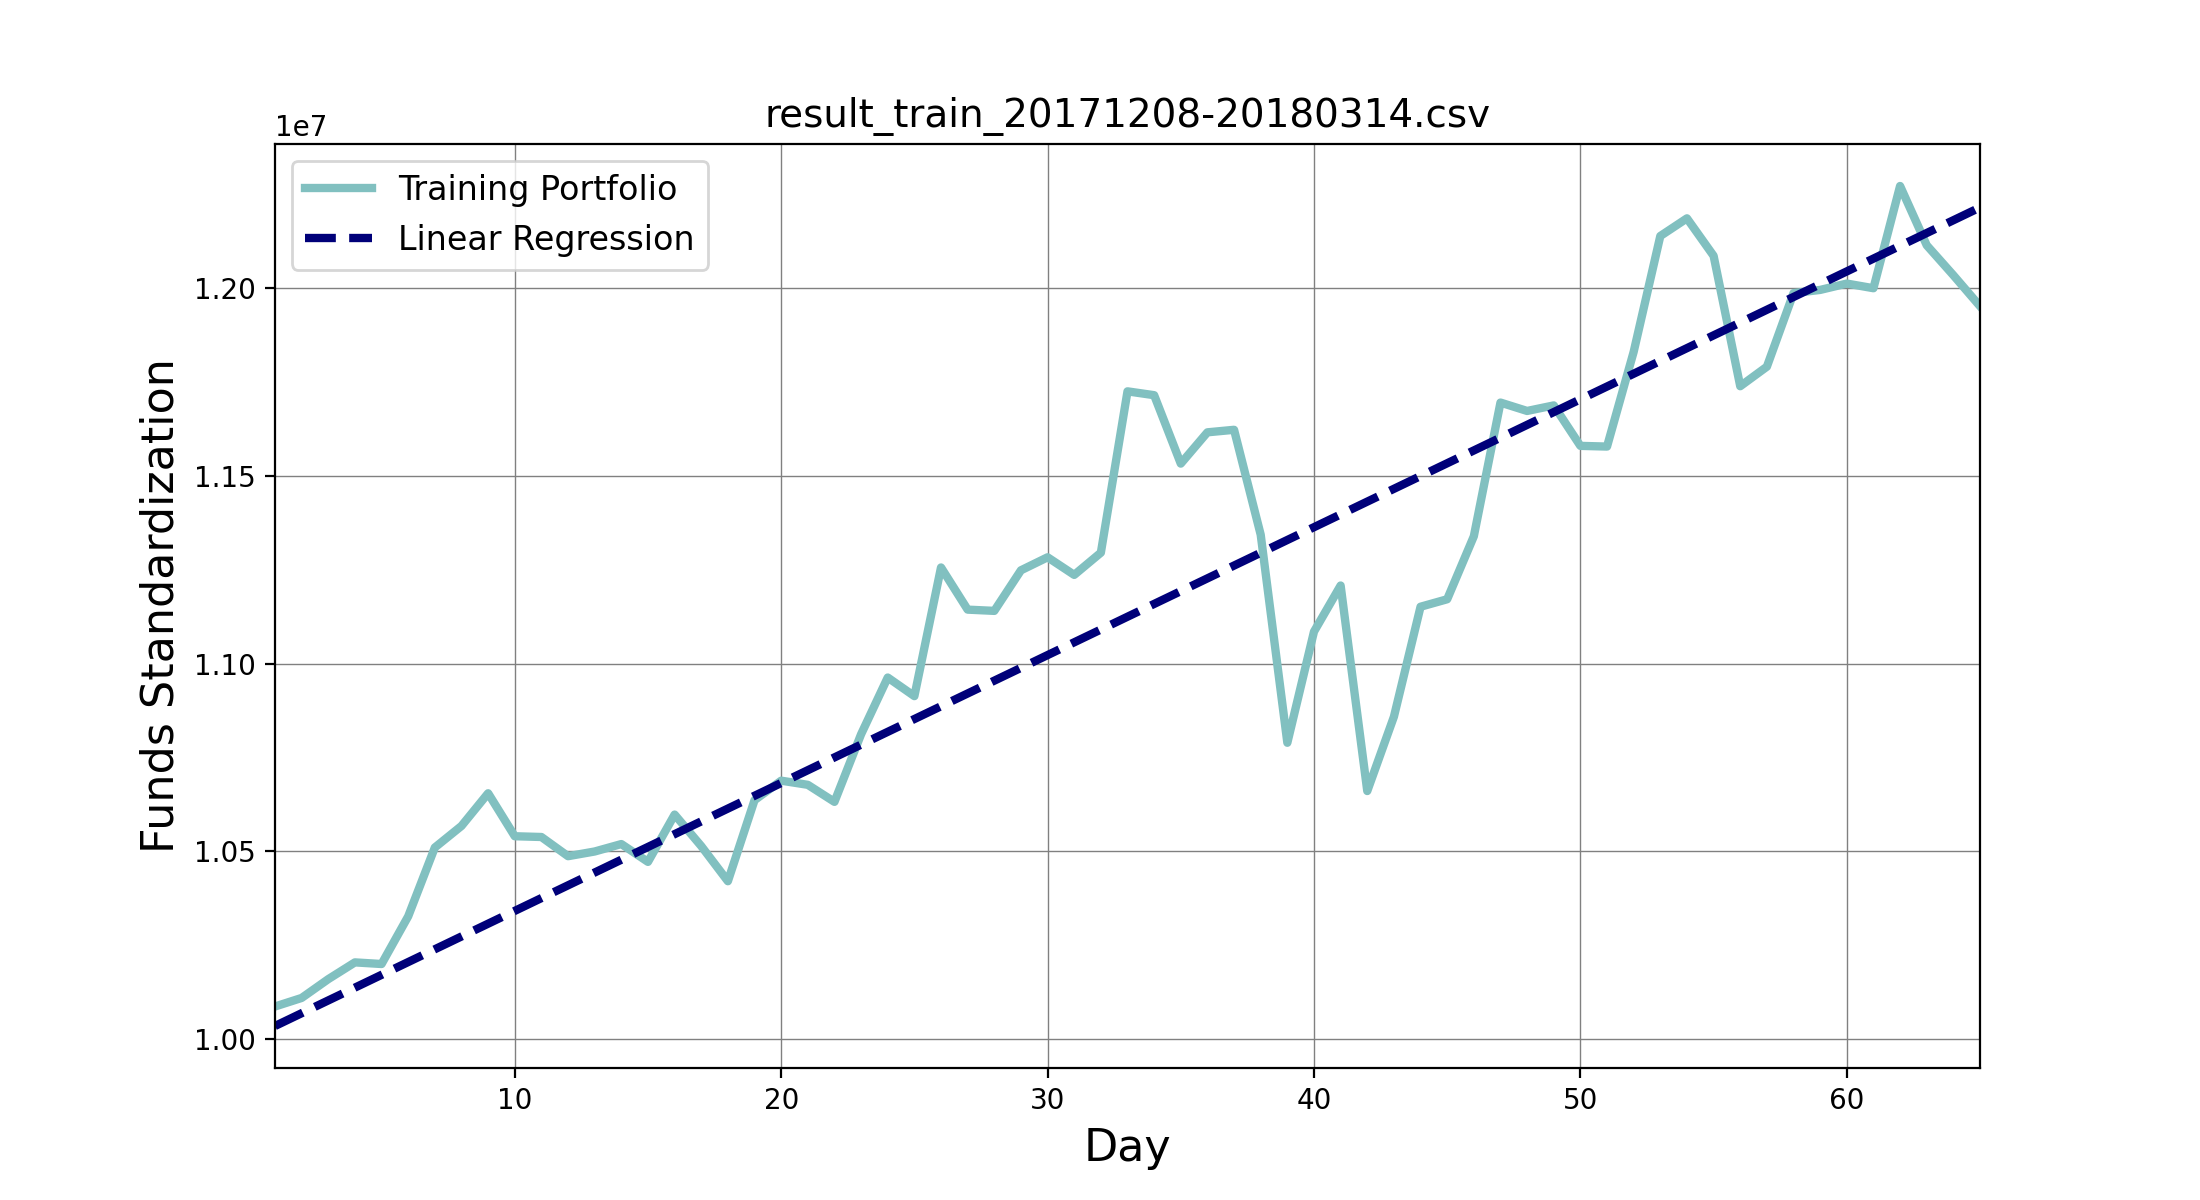 result_train_20171208-20180314.csv
1e7
Training Portfolio
Linear Regression
1.20
1.15
1.10
1.05
1.00
Funds Standardization
10 20 30 40 50 60
Day